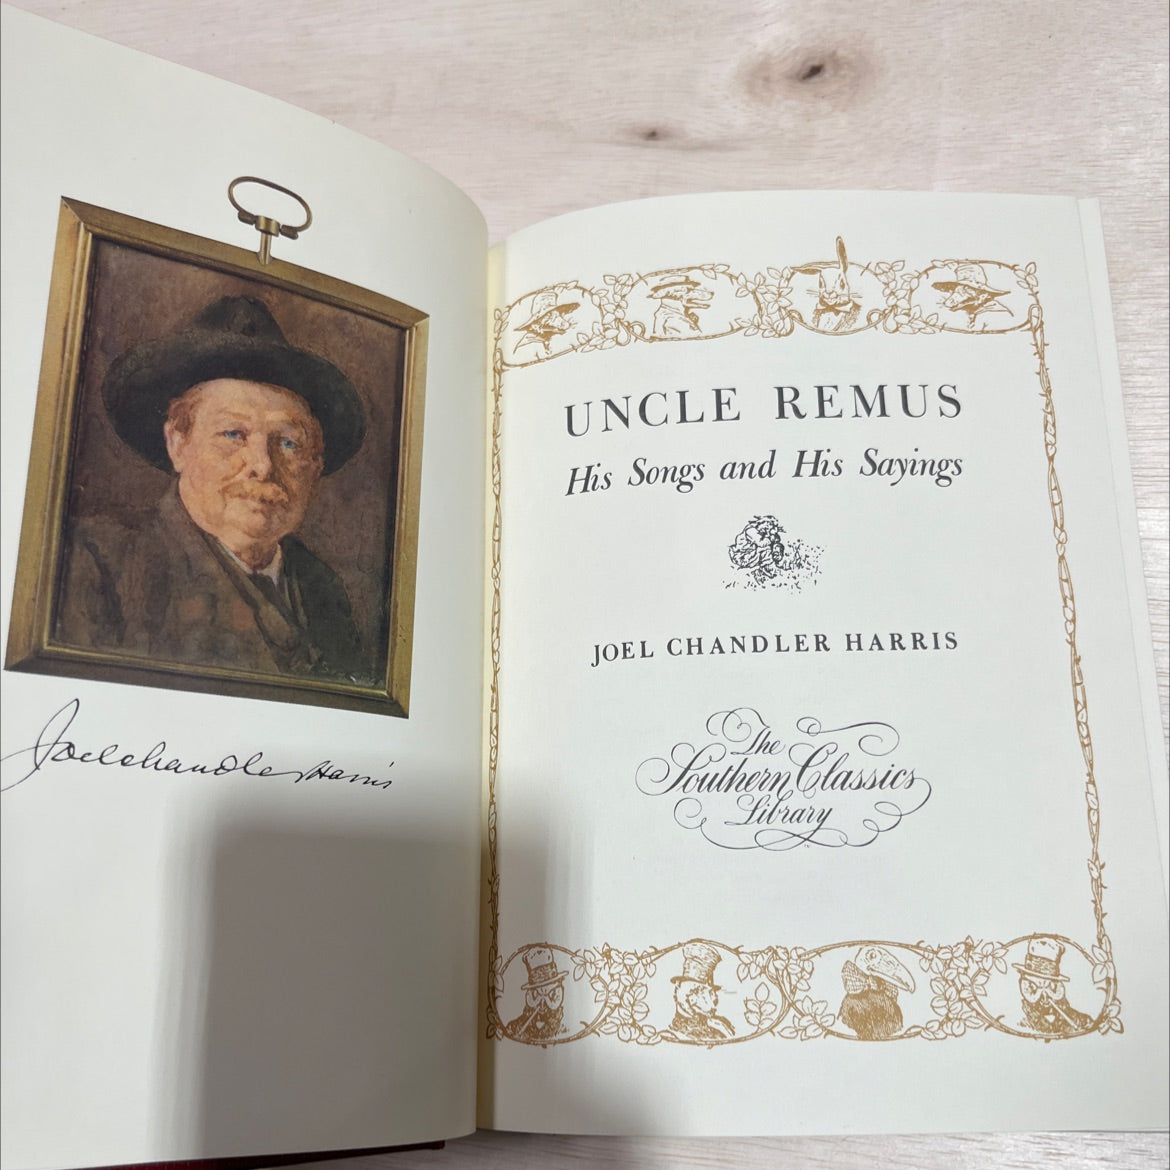 Joel Chandler Harris
UNCLE REMUS
His Songs and His Sayings
JOEL CHANDLER HARRIS
The
Southern Classics
Library